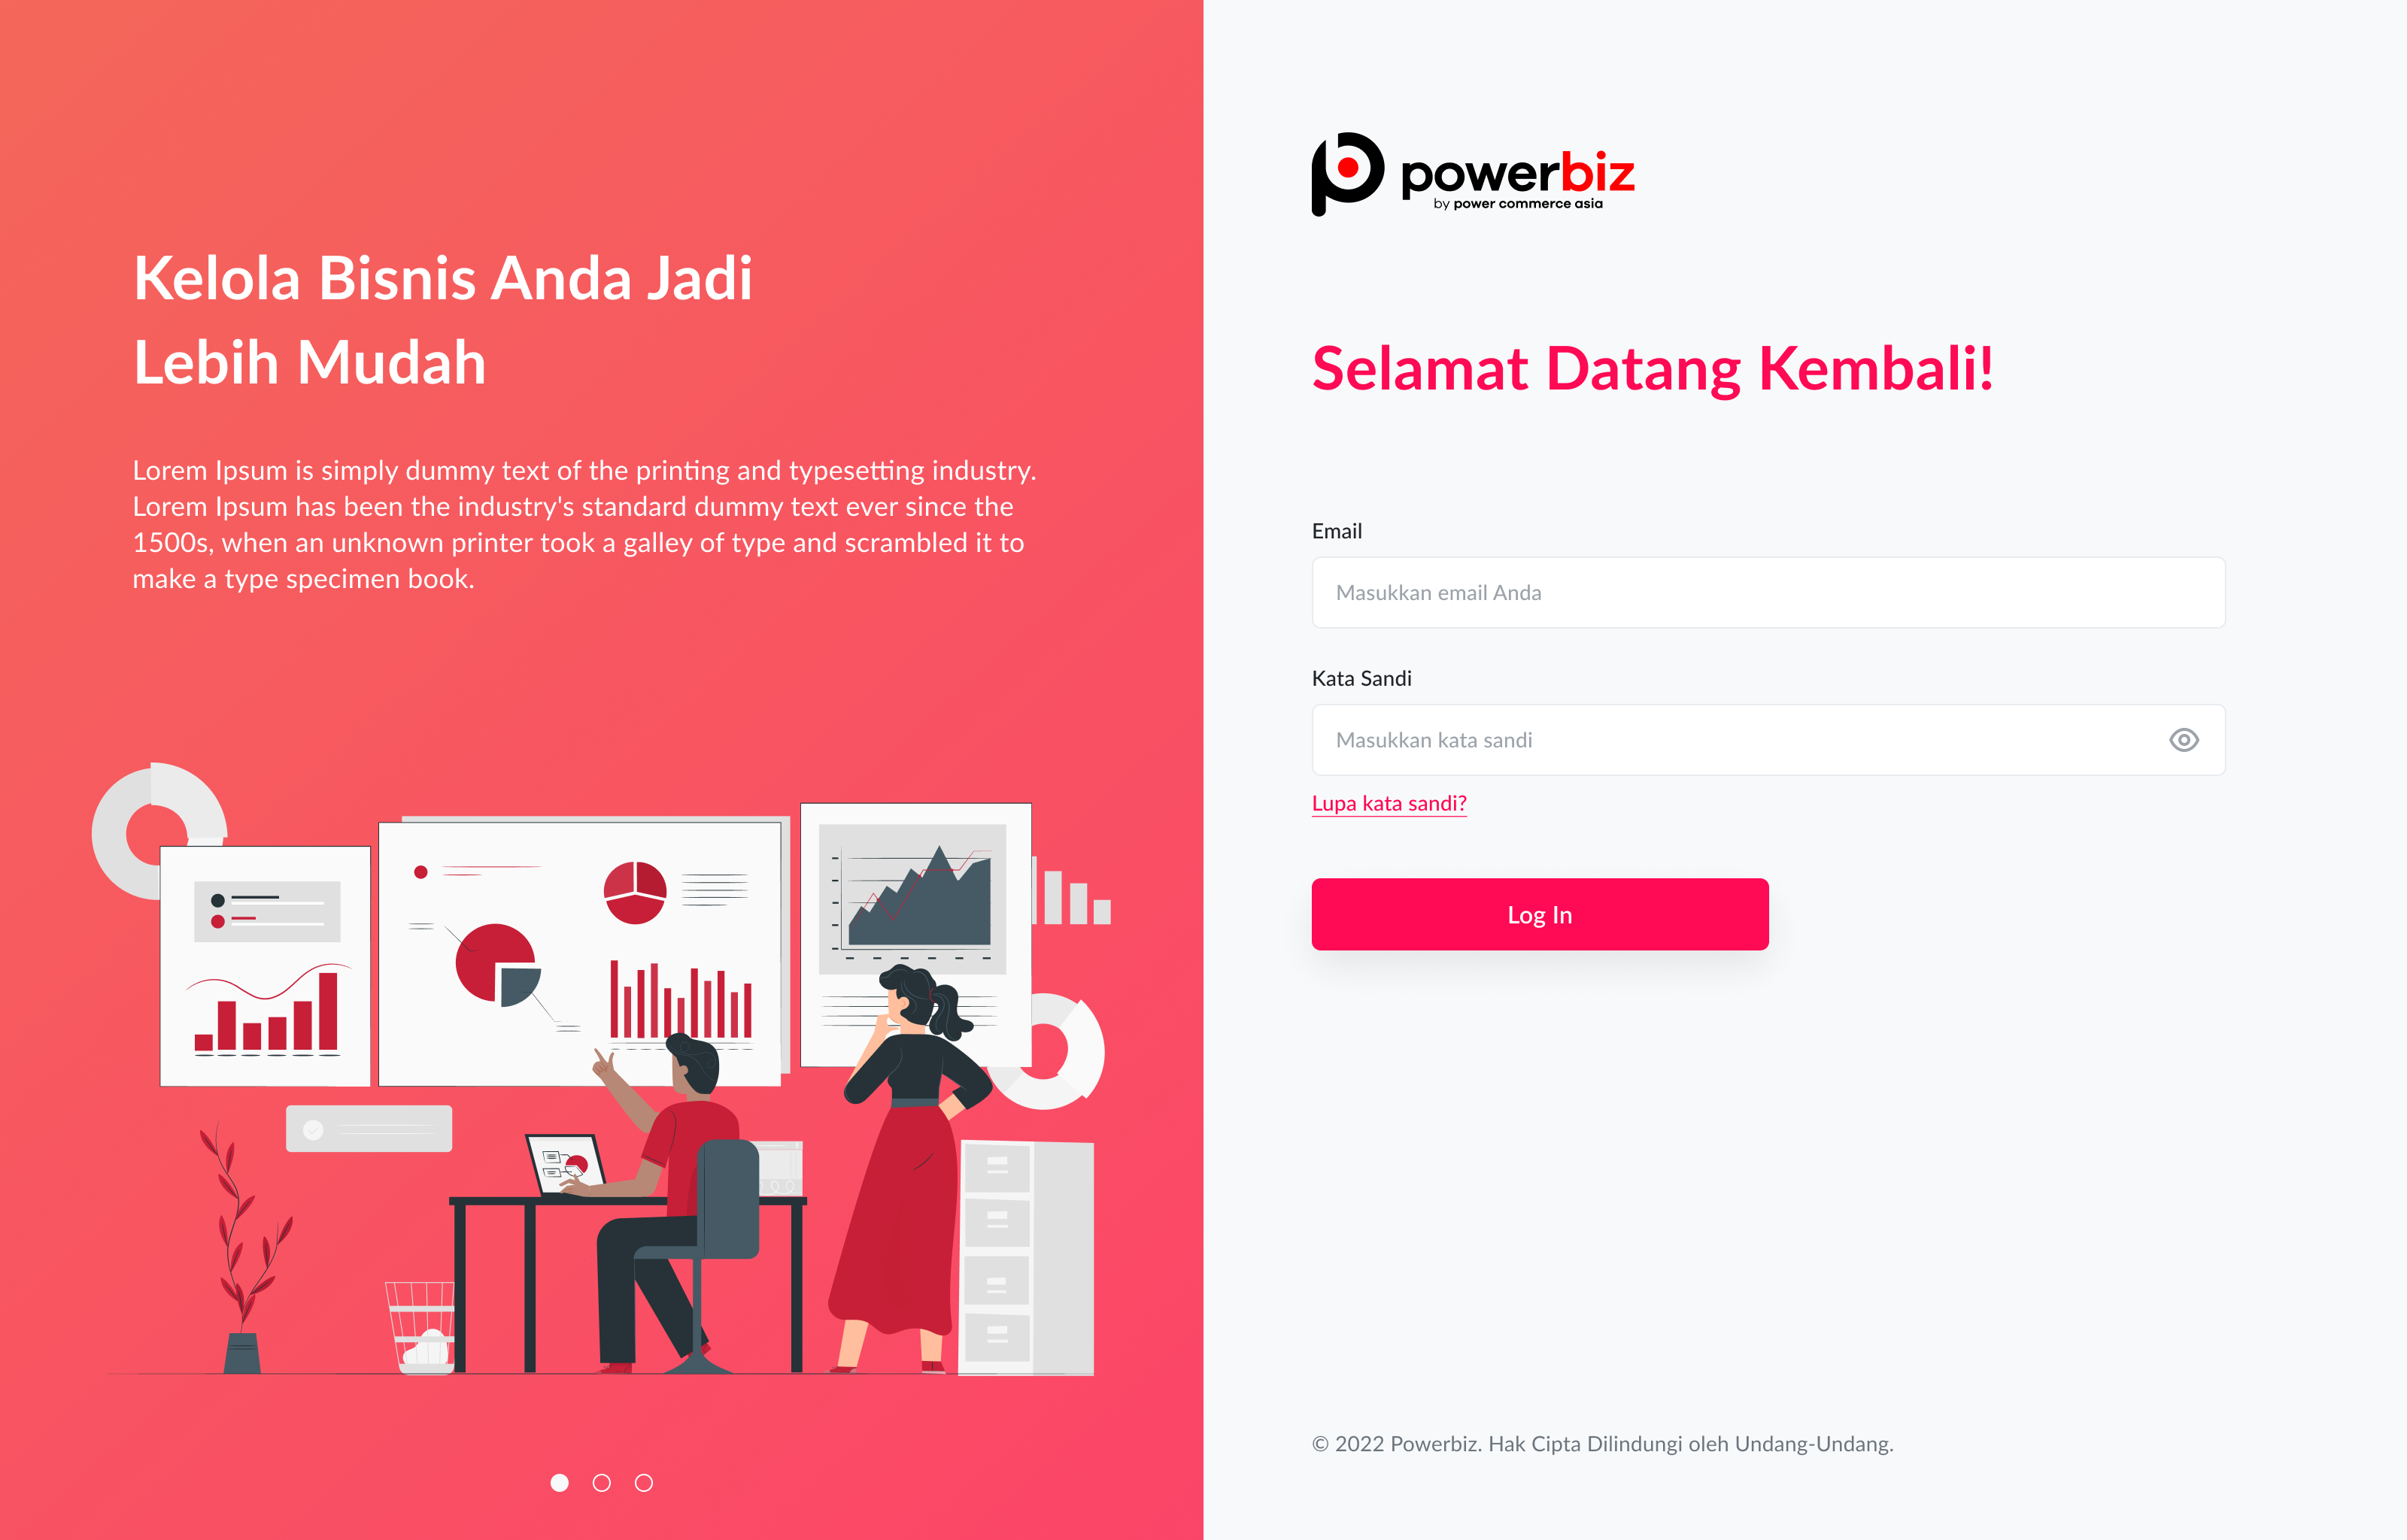 Kelola Bisnis Anda Jadi
Lebih Mudah
Lorem Ipsum is simply dummy text of the printing and typesetting industry.
Lorem Ipsum has been the industry's standard dummy text ever since the
1500s, when an unknown printer took a galley of type and scrambled it to
make a type specimen book.
powerbiz
by power commerce asia
Selamat Datang Kembali!
Email
Masukkan email Anda
Kata Sandi
Masukkan kata sandi
Lupa kata sandi?
Log In
© 2022 Powerbiz. Hak Cipta Dilindungi oleh Undang-Undang.